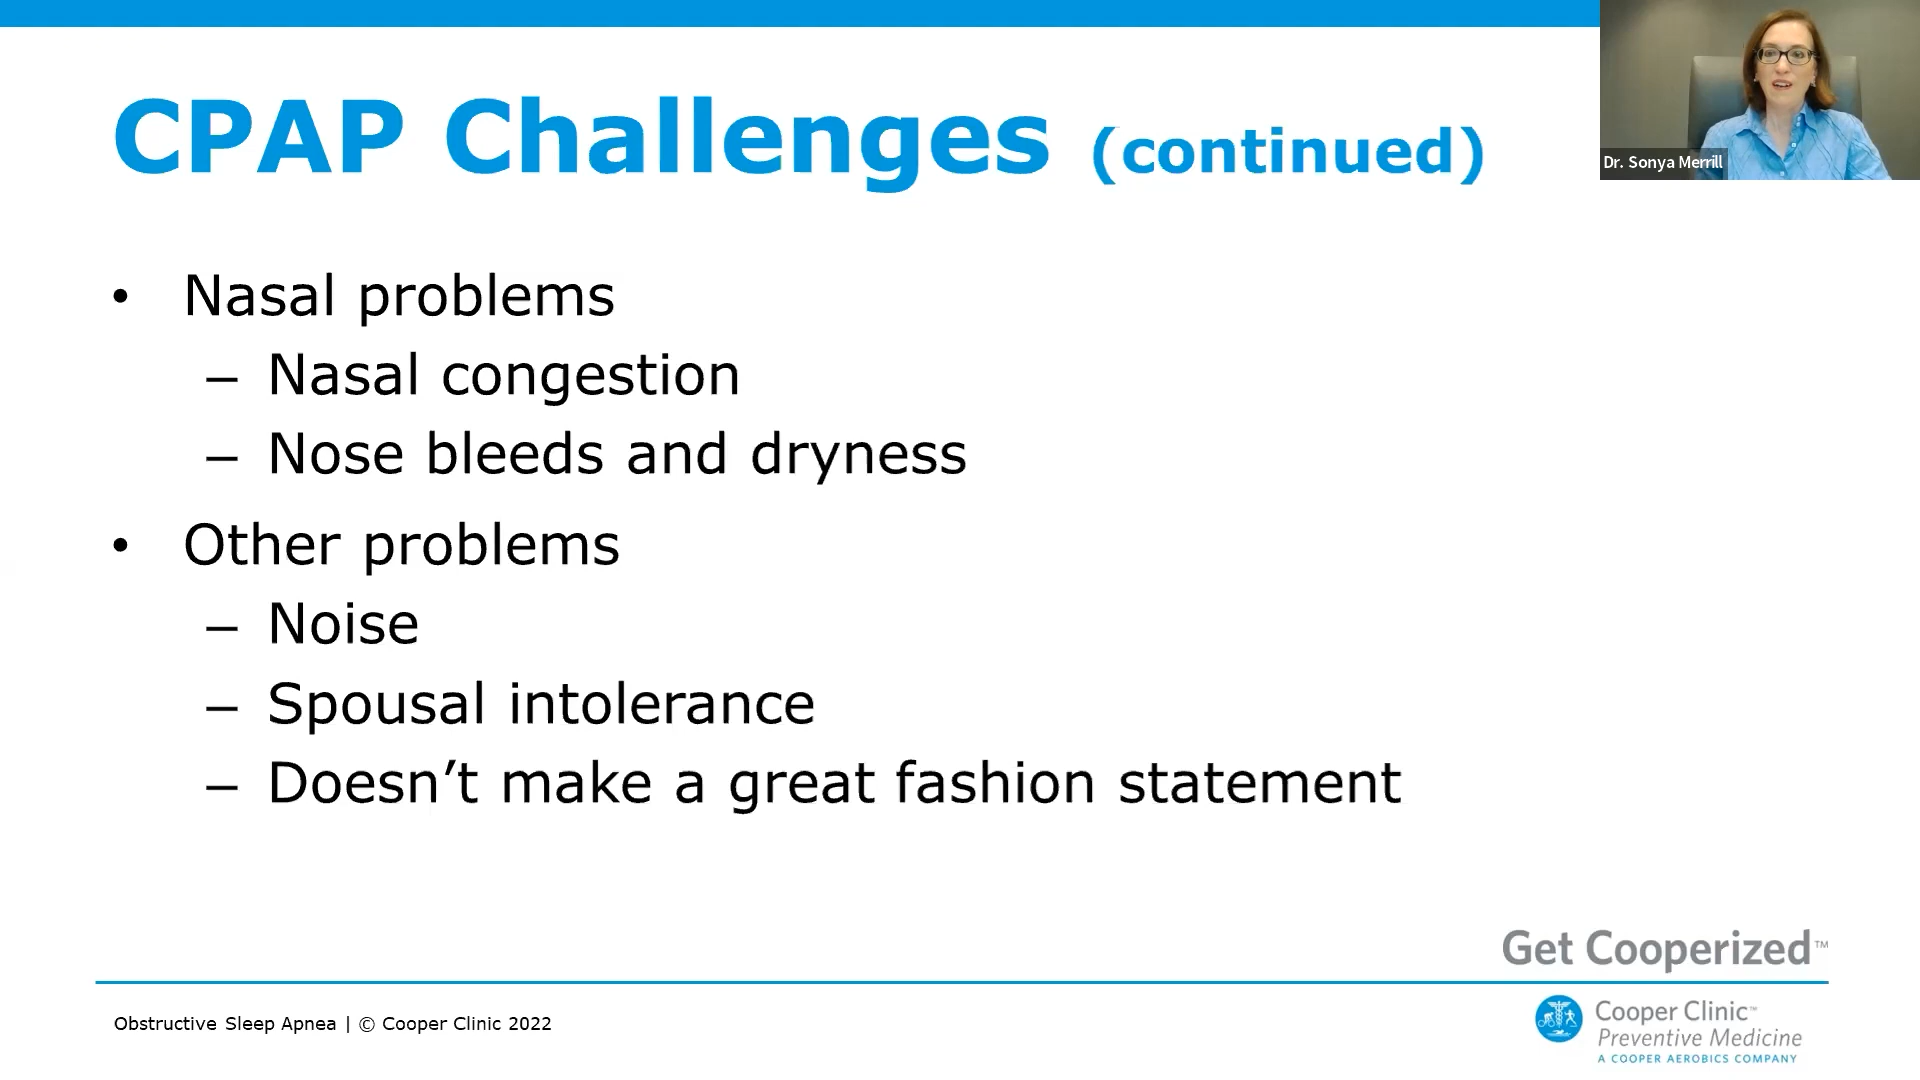 CPAP Challenges (continued)
Dr. Sonya Merrill
• Nasal problems
– Nasal congestion
– Nose bleeds and dryness
• Other problems
– Noise
– Spousal intolerance
– Doesn’t make a great fashion statement
Get Cooperized™
Obstructive Sleep Apnea | © Cooper Clinic 2022
Cooper Clinic™
Preventive Medicine
A COOPER AEROBICS COMPANY